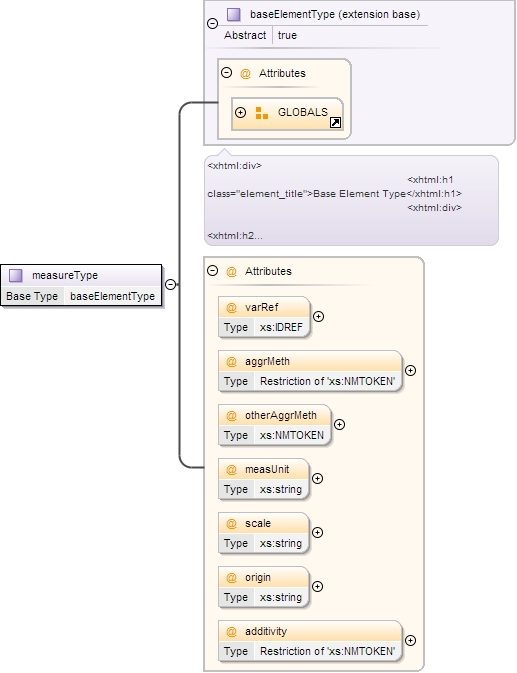 baseElementType (extension base)
Abstract true
Attributes
GLOBALS
<xhtml:div>
<xhtml:h1
class="element_title">Base Element Type</xhtml:h1>
<xhtml:div>
<xhtml:h2...
measureType
Base Type baseElementType
Attributes
varRef
Type xs:IDREF
aggrMeth
Type Restriction of 'xs:NMTOKEN'
otherAggrMeth
Type xs:NMTOKEN
measUnit
Type xs:string
scale
Type xs:string
origin
Type xs:string
additivity
Type Restriction of 'xs:NMTOKEN'